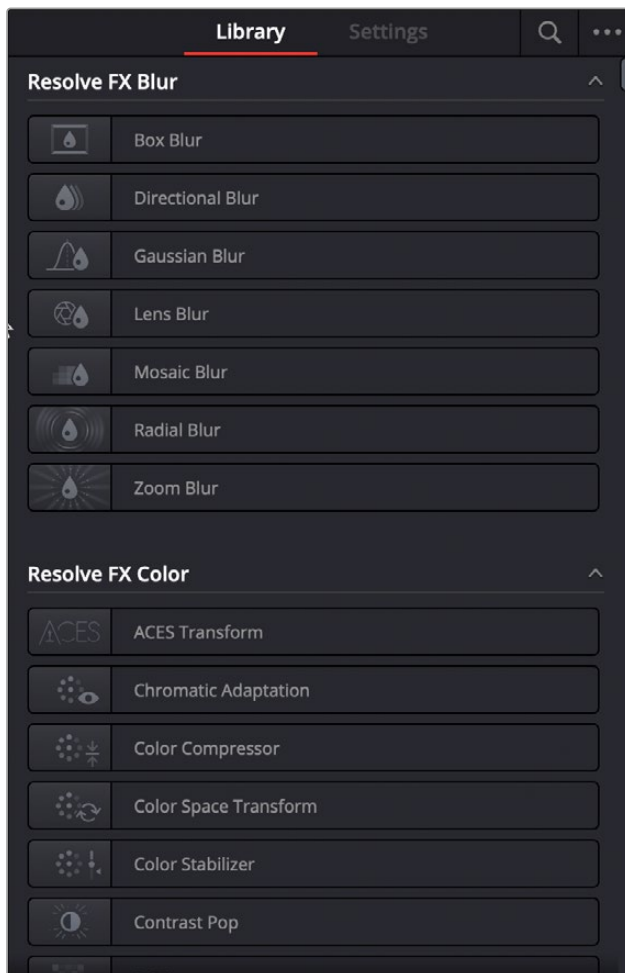 Library Settings
Resolve FX Blur
Box Blur
Directional Blur
Gaussian Blur
Lens Blur
Mosaic Blur
Radial Blur
Zoom Blur
Resolve FX Color
ACES ACES Transform
Chromatic Adaptation
Color Compressor
Color Space Transform
Color Stabilizer
Contrast Pop